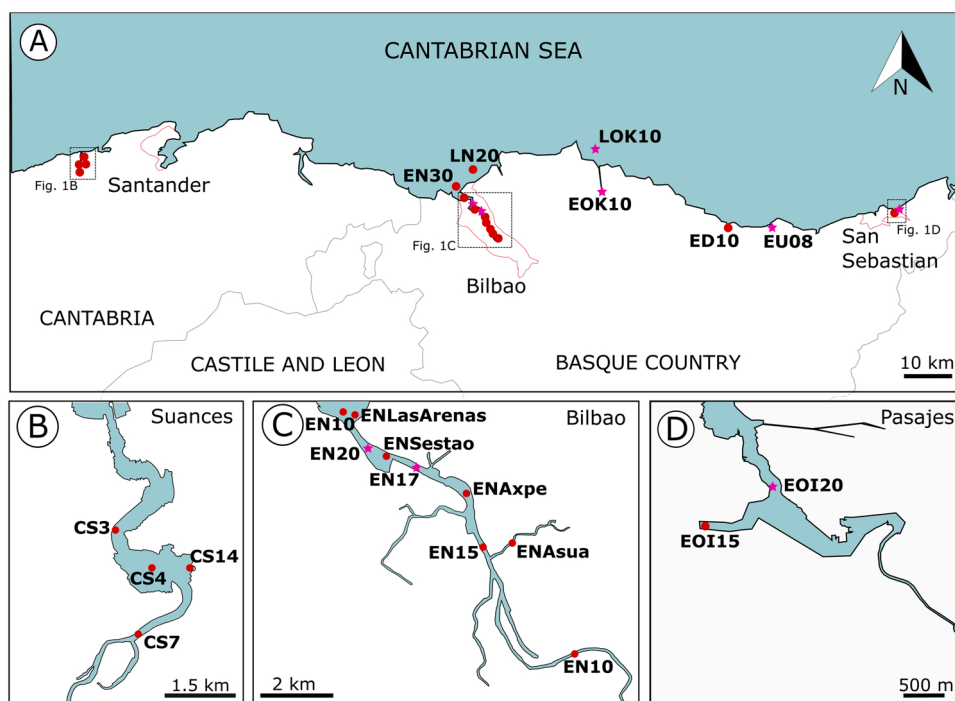 A
CANTABRIAN SEA
N
LOK10
LN20
EN30
Fig. 1B
Santander
EOK10
Fig. 1C
ED10
EU08
San
Sebastian
Fig. 1D
Bilbao
CANTABRIA
CASTILE AND LEON
BASQUE COUNTRY
10 km
B
Suances
CS3
CS14
CS4
CS7
1.5 km
C
Bilbao
EN10
ENLasArenas
EN20
ENSestao
EN17
ENAxpe
EN15
ENAsua
EN10
2 km
D
Pasajes
EOI20
EOI15
500 m